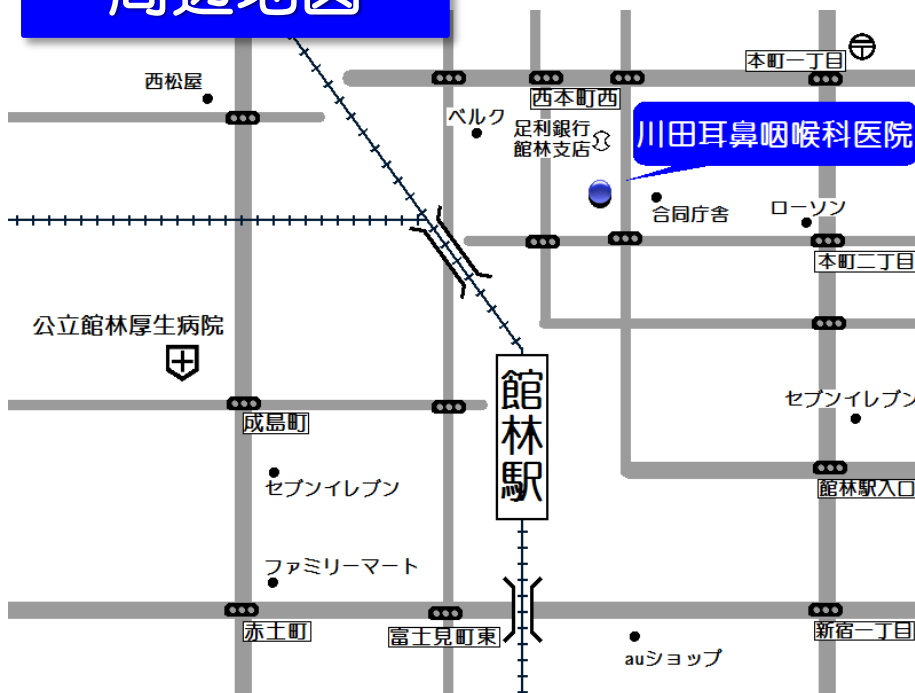 周辺地図
本町一丁目
西松屋
西本町西
ベルク
足利銀行
館林支店
川田耳鼻咽喉科医院
合同庁舎
ローソン
本町二丁目
公立館林厚生病院
館林駅
セブンイレブン
成島町
セブンイレブン
館林駅入口
ファミリーマート
赤土町
富士見町東
新宿一丁目
auショップ